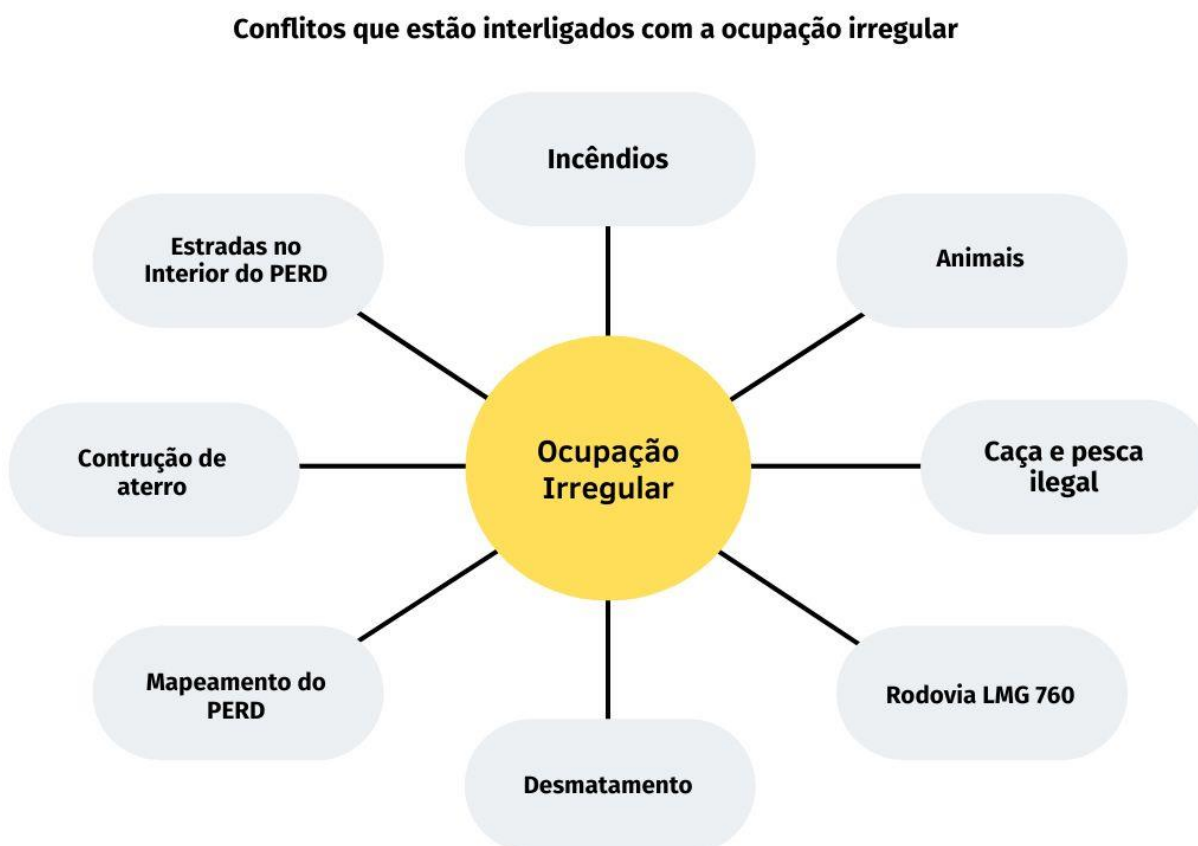 Conflitos que estão interligados com a ocupação irregular
Incêndios
Estradas no
Interior do PERD
Animais
Contrução de
aterro
Ocupação
Irregular
Caça e pesca
ilegal
Mapeamento do
PERD
Rodovia LMG 760
Desmatamento